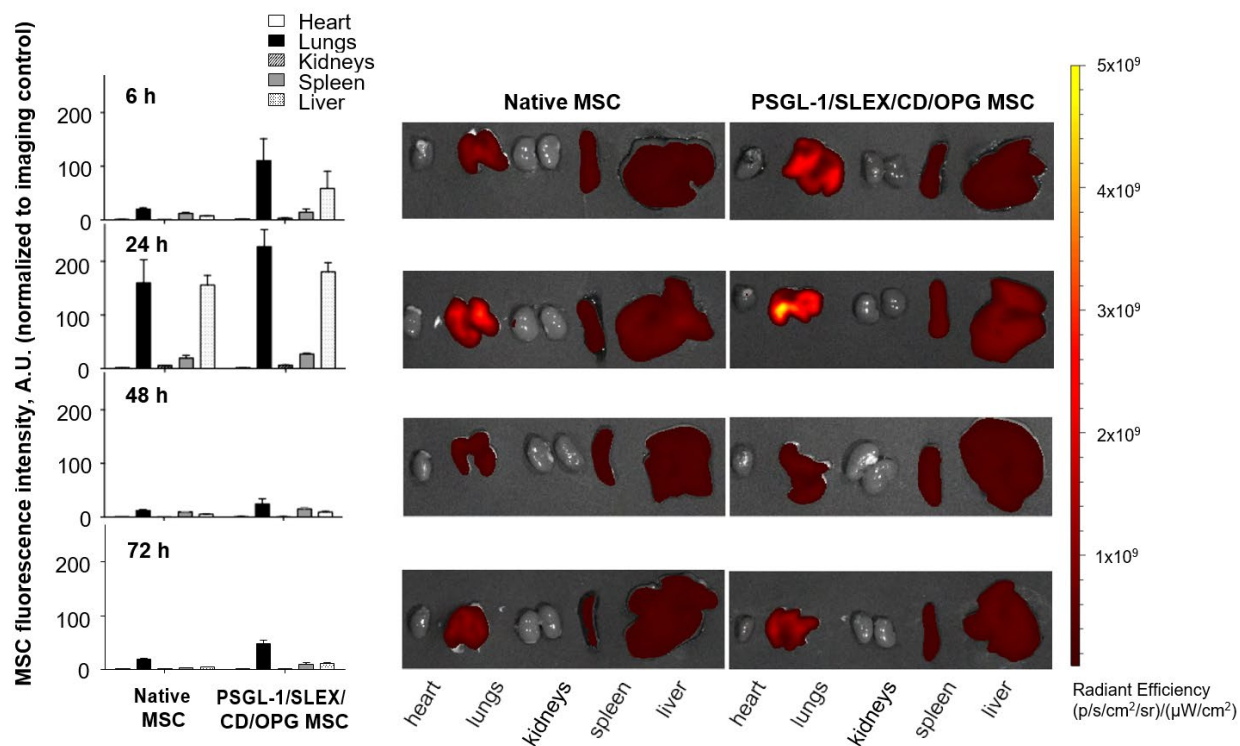 MSC fluorescence intensity, A.U. (normalized to imaging control)
Heart
Lungs
Kidneys
Spleen
Liver
6 h
200
100
0
24 h
200
100
0
48 h
200
100
0
72 h
200
100
0
Native
MSC
PSGL-1/SLEX/
CD/OPG MSC
Native MSC
PSGL-1/SLEX/CD/OPG MSC
heart
lungs
kidneys
spleen
liver
heart
lungs
kidneys
spleen
liver
5x10⁹
4x10⁹
3x10⁹
2x10⁹
1x10⁹
Radiant Efficiency
(p/s/cm²/sr)/(µW/cm²)